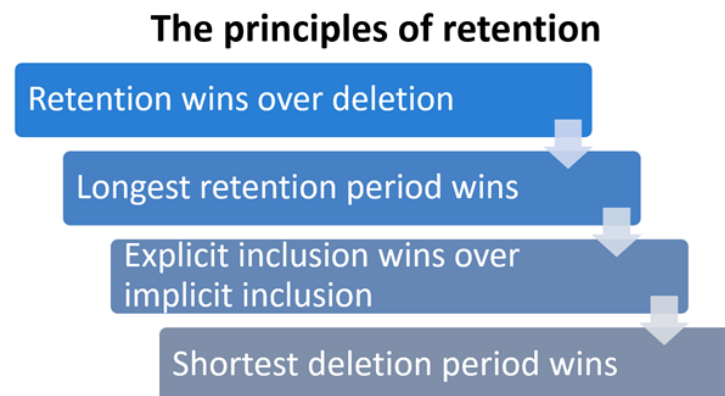 The principles of retention
Retention wins over deletion
Longest retention period wins
Explicit inclusion wins over
implicit inclusion
Shortest deletion period wins